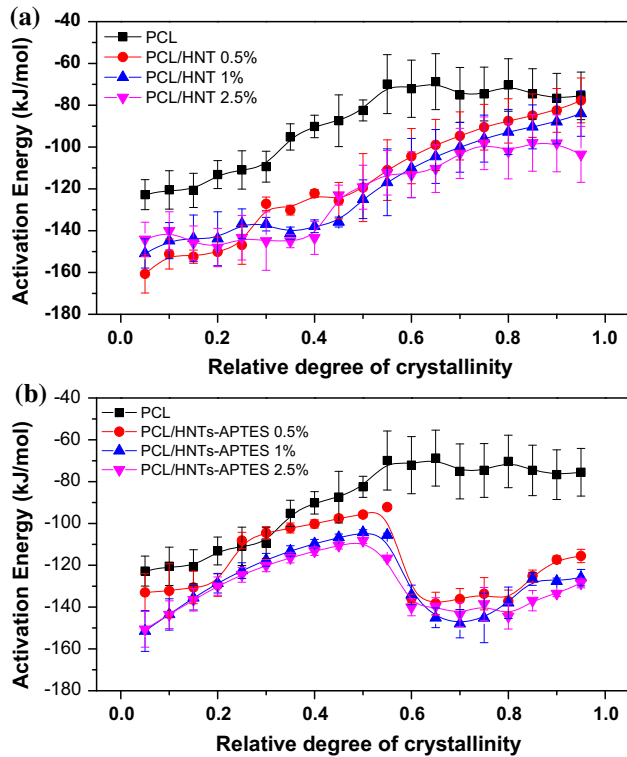 (a)
PCL
PCL/HNT 0.5%
PCL/HNT 1%
PCL/HNT 2.5%
Activation Energy (kJ/mol)
-40
-60
-80
-100
-120
-140
-160
-180
0.0 0.2 0.4 0.6 0.8 1.0
Relative degree of crystallinity
(b)
PCL
PCL/HNTs-APTES 0.5%
PCL/HNTs-APTES 1%
PCL/HNTs-APTES 2.5%
Activation Energy (kJ/mol)
-40
-60
-80
-100
-120
-140
-160
-180
0.0 0.2 0.4 0.6 0.8 1.0
Relative degree of crystallinity